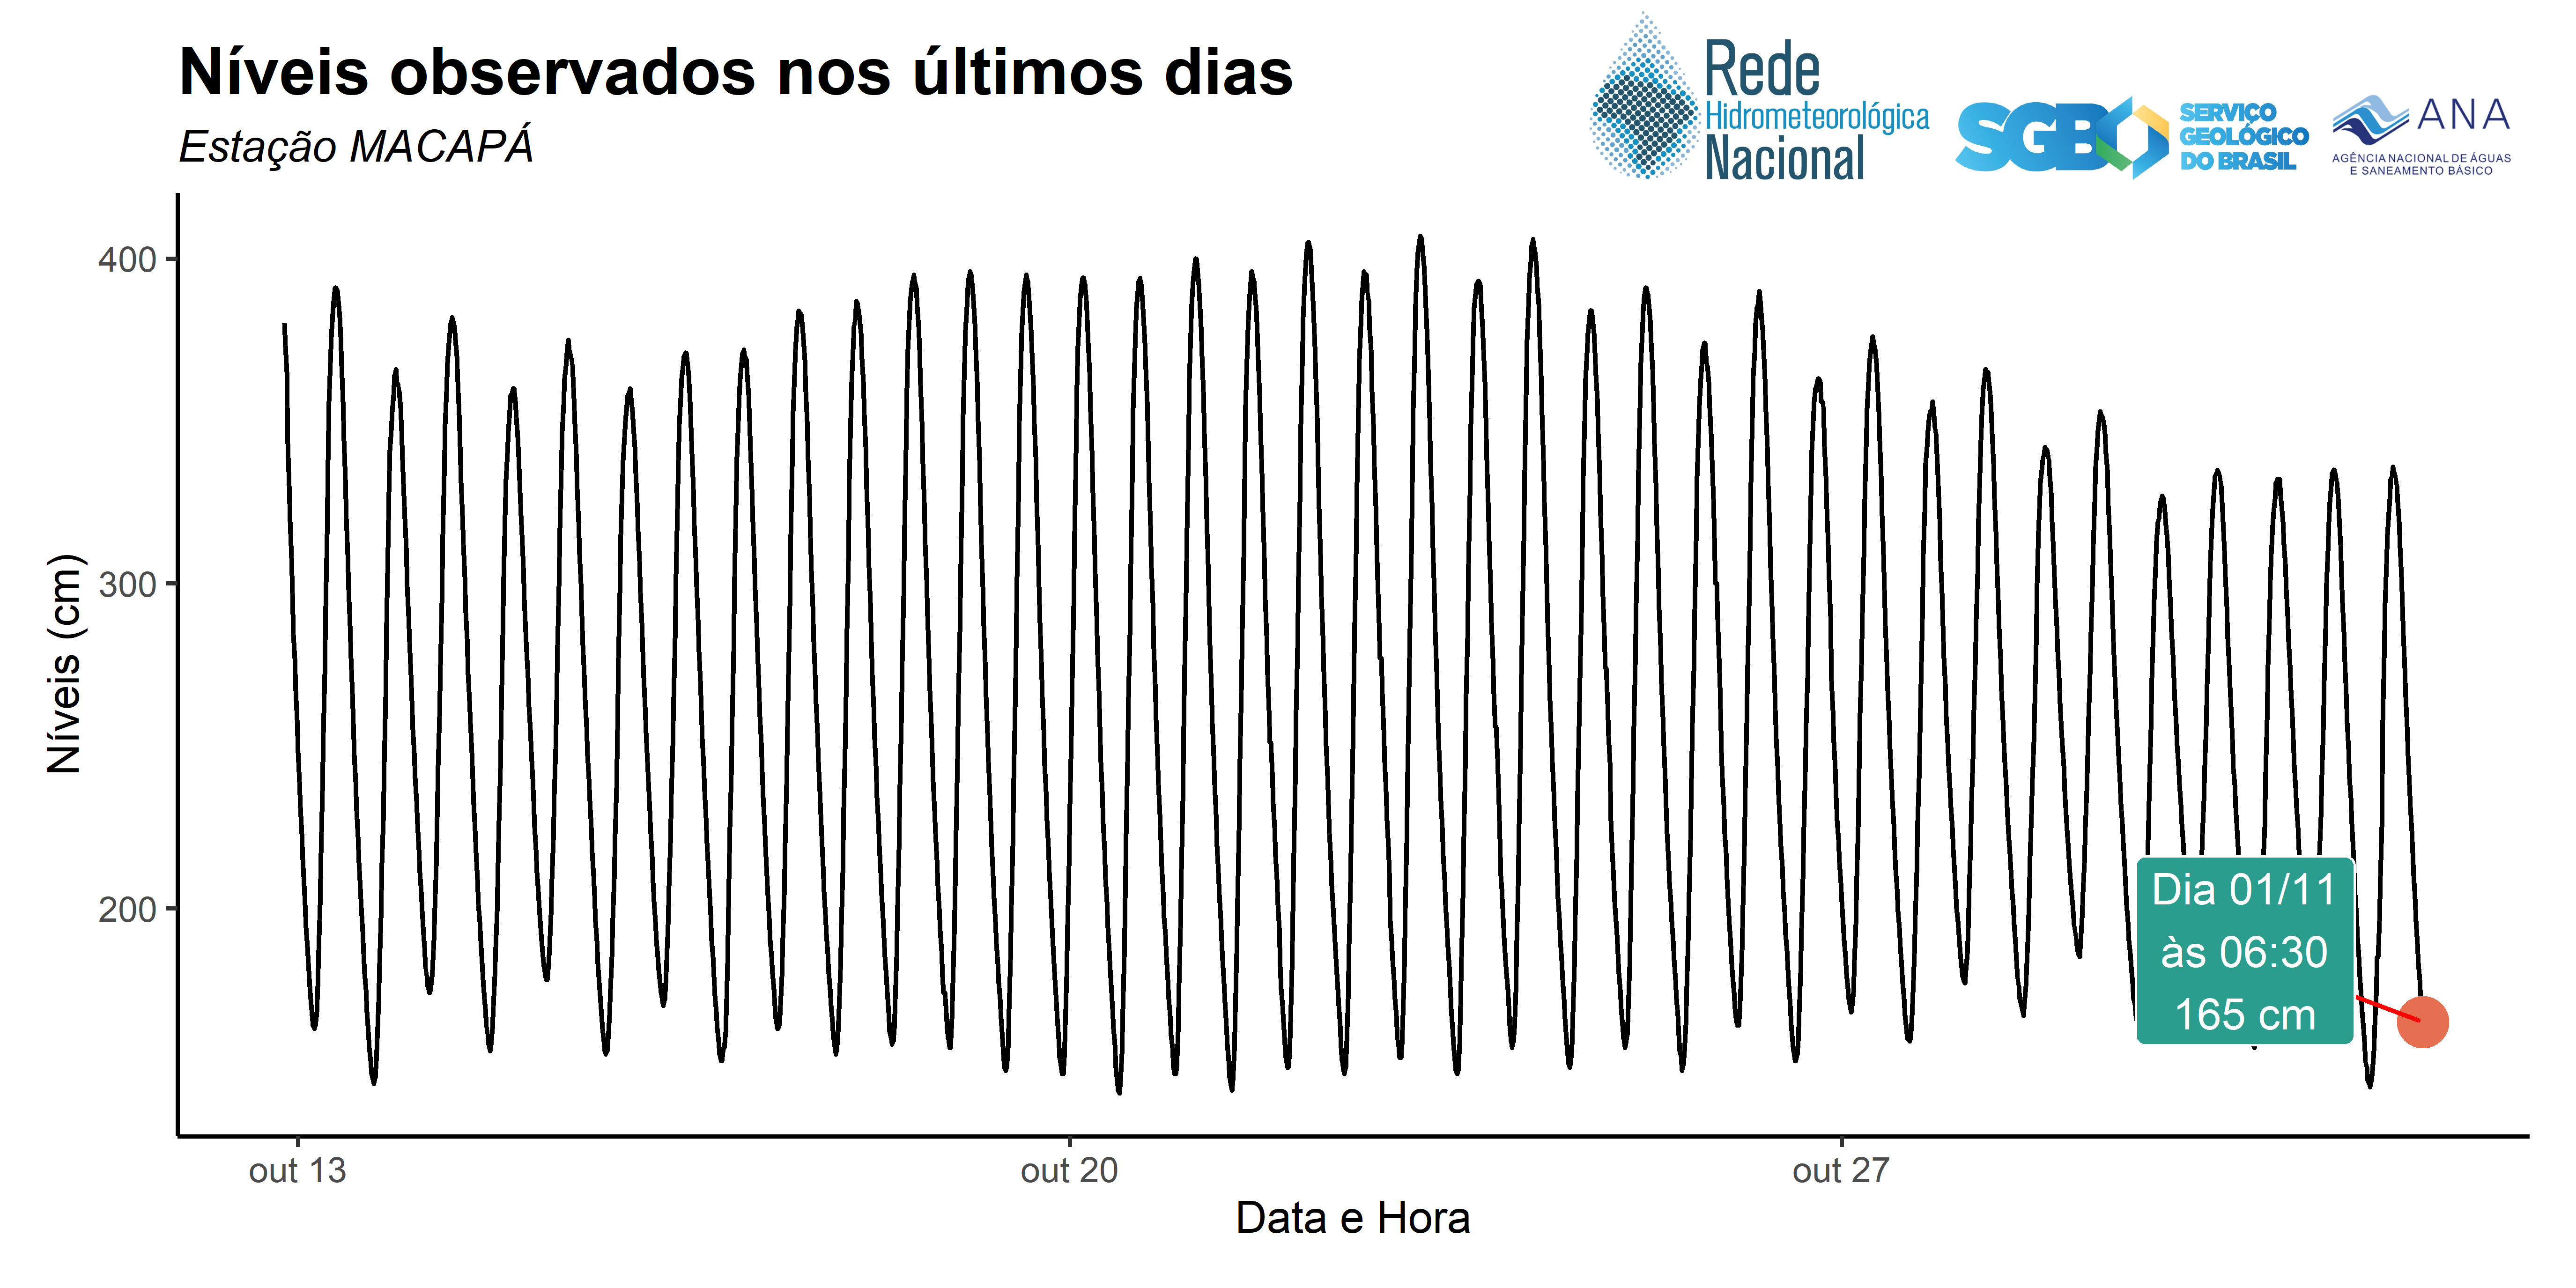 Níveis observados nos últimos dias
Estação MACAPÁ
Rede
Hidrometeorológica
Nacional
SGB
SERVIÇO
GEOLÓGICO
DO BRASIL
ANA
AGÊNCIA NACIONAL DE ÁGUAS
E SANEAMENTO BÁSICO
400
300
200
Níveis (cm)
Dia 01/11
às 06:30
165 cm
out 13
out 20
out 27
Data e Hora